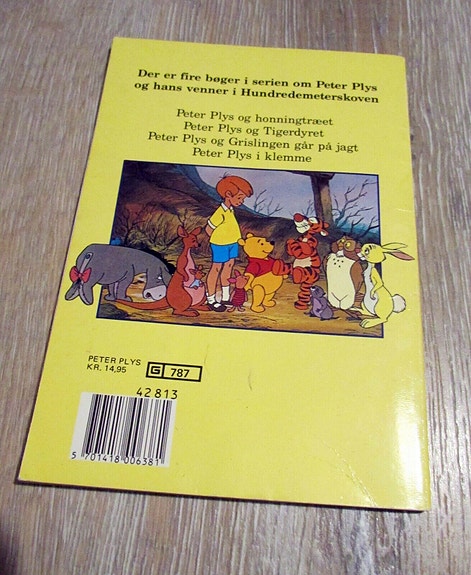 Der er fire bøger i serien om Peter Plys
og hans venner i Hundredemeterskoven
Peter Plys og honningtræet
Peter Plys og Tigerdyret
Peter Plys og Grislingen går på jagt
Peter Plys i klemme
PETER PLYS
KR. 14,95
G 787
42813
5 701418 006381